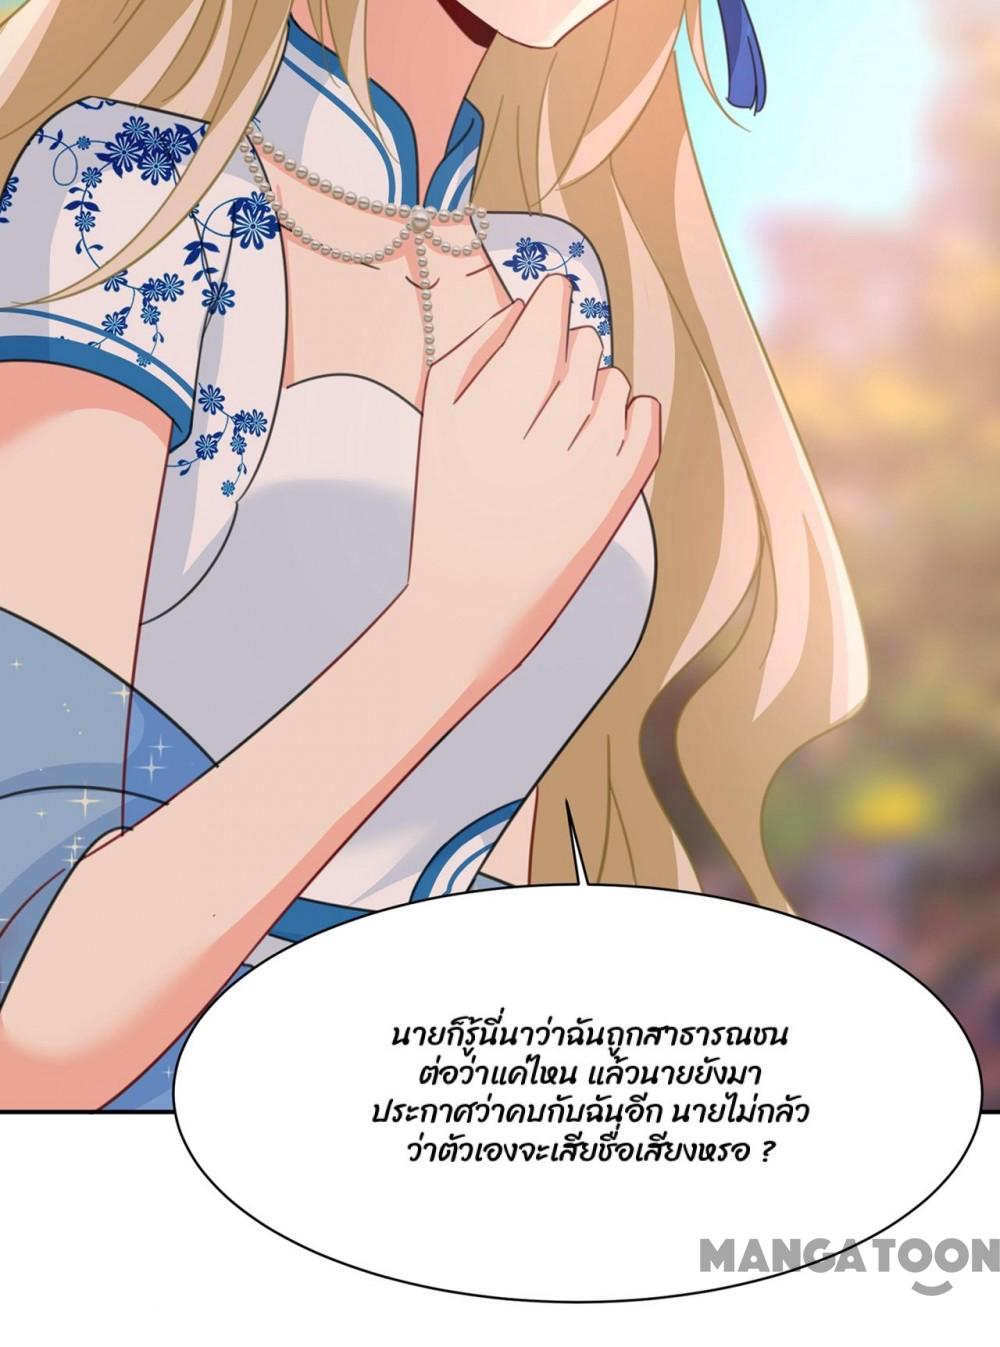 นายก็รู้นี่นาว่าฉันถูกสาธารณชน
ต่อว่าแค่ไหน แล้วนายยังมา
ประกาศว่าคบกับฉันอีก นายไม่กลัว
ว่าตัวเองจะเสียชื่อเสียงหรอ ?
MANGATOON